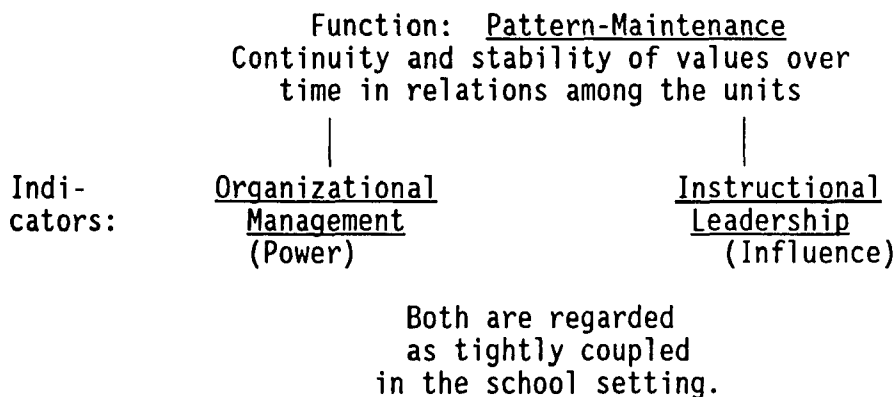 Function: Pattern-Maintenance
Continuity and stability of values over
time in relations among the units
Indi- Organizational Instructional
cators: Management Leadership
(Power) (Influence)
Both are regarded
as tightly coupled
in the school setting.